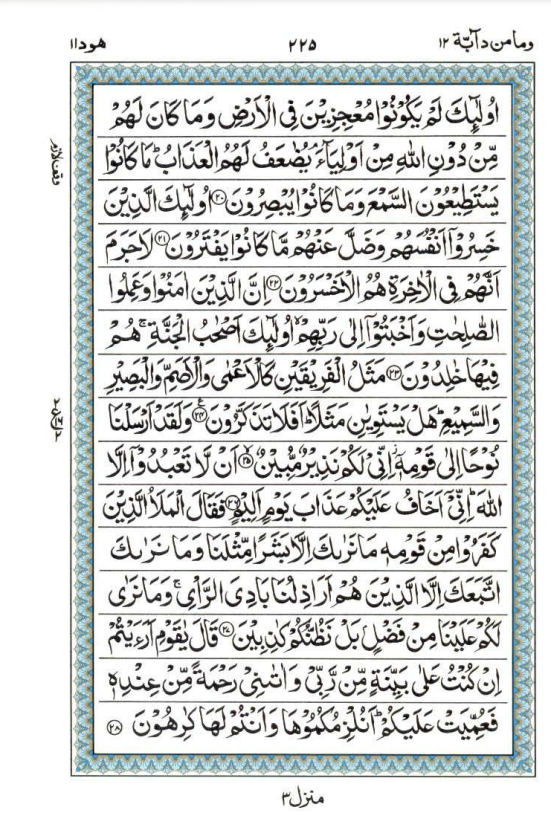 وما من دآبة ١٢ ٢٢٥ هود ١١
اُولٰٓئِكَ لَمْ يَكُوْنُوْا مُعْجِزِيْنَ فِى الْاَرْضِ وَمَا كَانَ لَهُمْ
مِّنْ دُوْنِ اللّٰهِ مِنْ اَوْلِيَآءَ ۘ يُضٰعَفُ لَهُمُ الْعَذَابُ ؕ مَا كَانُوْا
يَسْتَطِيْعُوْنَ السَّمْعَ وَمَا كَانُوْا يُبْصِرُوْنَ ۝٢٠ اُولٰٓئِكَ الَّذِيْنَ
خَسِرُوْٓا اَنْفُسَهُمْ وَضَلَّ عَنْهُمْ مَّا كَانُوْا يَفْتَرُوْنَ ۝٢١ لَاجَرَمَ
اَنَّهُمْ فِى الْاٰخِرَةِ هُمُ الْاَخْسَرُوْنَ ۝٢٢ اِنَّ الَّذِيْنَ اٰمَنُوْا وَعَمِلُوا
الصّٰلِحٰتِ وَاَخْبَتُوْٓا اِلٰى رَبِّهِمْ ۙ اُولٰٓئِكَ اَصْحٰبُ الْجَنَّةِ ۚ هُمْ
فِيْهَا خٰلِدُوْنَ ۝٢٣ مَثَلُ الْفَرِيْقَيْنِ كَالْاَعْمٰى وَالْاَصَمِّ وَالْبَصِيْرِ
وَالسَّمِيْعِ ؕ هَلْ يَسْتَوِيٰنِ مَثَلًا ؕ اَفَلَا تَذَكَّرُوْنَ ۝٢٤ وَلَقَدْ اَرْسَلْنَا
نُوْحًا اِلٰى قَوْمِهٖٓ ؗ اِنِّىْ لَكُمْ نَذِيْرٌ مُّبِيْنٌ ۙ۝٢٥ اَنْ لَّا تَعْبُدُوْٓا اِلَّا
اللّٰهَ ؕ اِنِّىْٓ اَخَافُ عَلَيْكُمْ عَذَابَ يَوْمٍ اَلِيْمٍ ۝٢٦ فَقَالَ الْمَلَاُ الَّذِيْنَ
كَفَرُوْا مِنْ قَوْمِهٖ مَا نَرٰىكَ اِلَّا بَشَرًا مِّثْلَنَا وَمَا نَرٰىكَ
اتَّبَعَكَ اِلَّا الَّذِيْنَ هُمْ اَرَاذِلُنَا بَادِىَ الرَّاْىِ ۚ وَمَا نَرٰى
لَكُمْ عَلَيْنَا مِنْ فَضْلٍۭ بَلْ نَظُنُّكُمْ كٰذِبِيْنَ ۝٢٧ قَالَ يٰقَوْمِ اَرَءَيْتُمْ
اِنْ كُنْتُ عَلٰى بَيِّنَةٍ مِّنْ رَّبِّىْ وَاٰتٰىنِىْ رَحْمَةً مِّنْ عِنْدِهٖ
فَعُمِّيَتْ عَلَيْكُمْ ؕ اَنُلْزِمُكُمُوْهَا وَاَنْتُمْ لَهَا كٰرِهُوْنَ ۝٢٨
منزل ٣